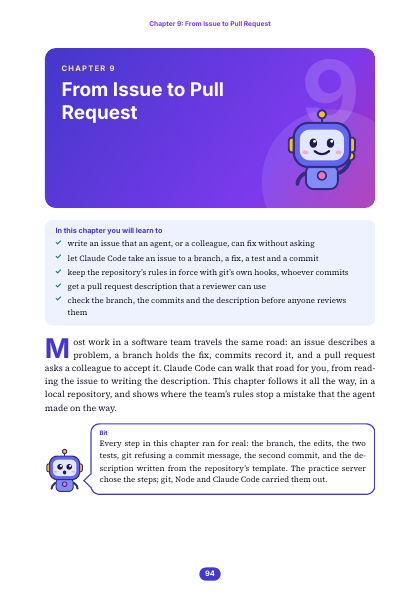 Chapter 9: From Issue to Pull Request
CHAPTER 9
9
From Issue to Pull
Request
In this chapter you will learn to
write an issue that an agent, or a colleague, can fix without asking
let Claude Code take an issue to a branch, a fix, a test and a commit
keep the repository's rules in force with git's own hooks, whoever commits
get a pull request description that a reviewer can use
check the branch, the commits and the description before anyone reviews
them
Most work in a software team travels the same road: an issue describes a
problem, a branch holds the fix, commits record it, and a pull request
asks a colleague to accept it. Claude Code can walk that road for you, from read-
ing the issue to writing the description. This chapter follows it all the way, in a
local repository, and shows where the team's rules stop a mistake that the agent
made on the way.
Bit
Every step in this chapter ran for real: the branch, the edits, the two
tests, git refusing a commit message, the second commit, and the de-
scription written from the repository's template. The practice server
chose the steps; git, Node and Claude Code carried them out.
94